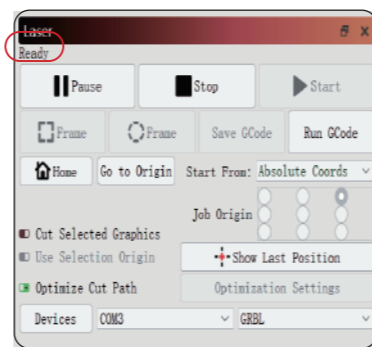 Laser
Ready
Pause Stop Start
Frame Frame Save GCode Run GCode
Home Go to Origin Start From: Absolute Coords
Job Origin
Cut Selected Graphics
Use Selection Origin Show Last Position
Optimize Cut Path Optimization Settings
Devices COM3 GRBL